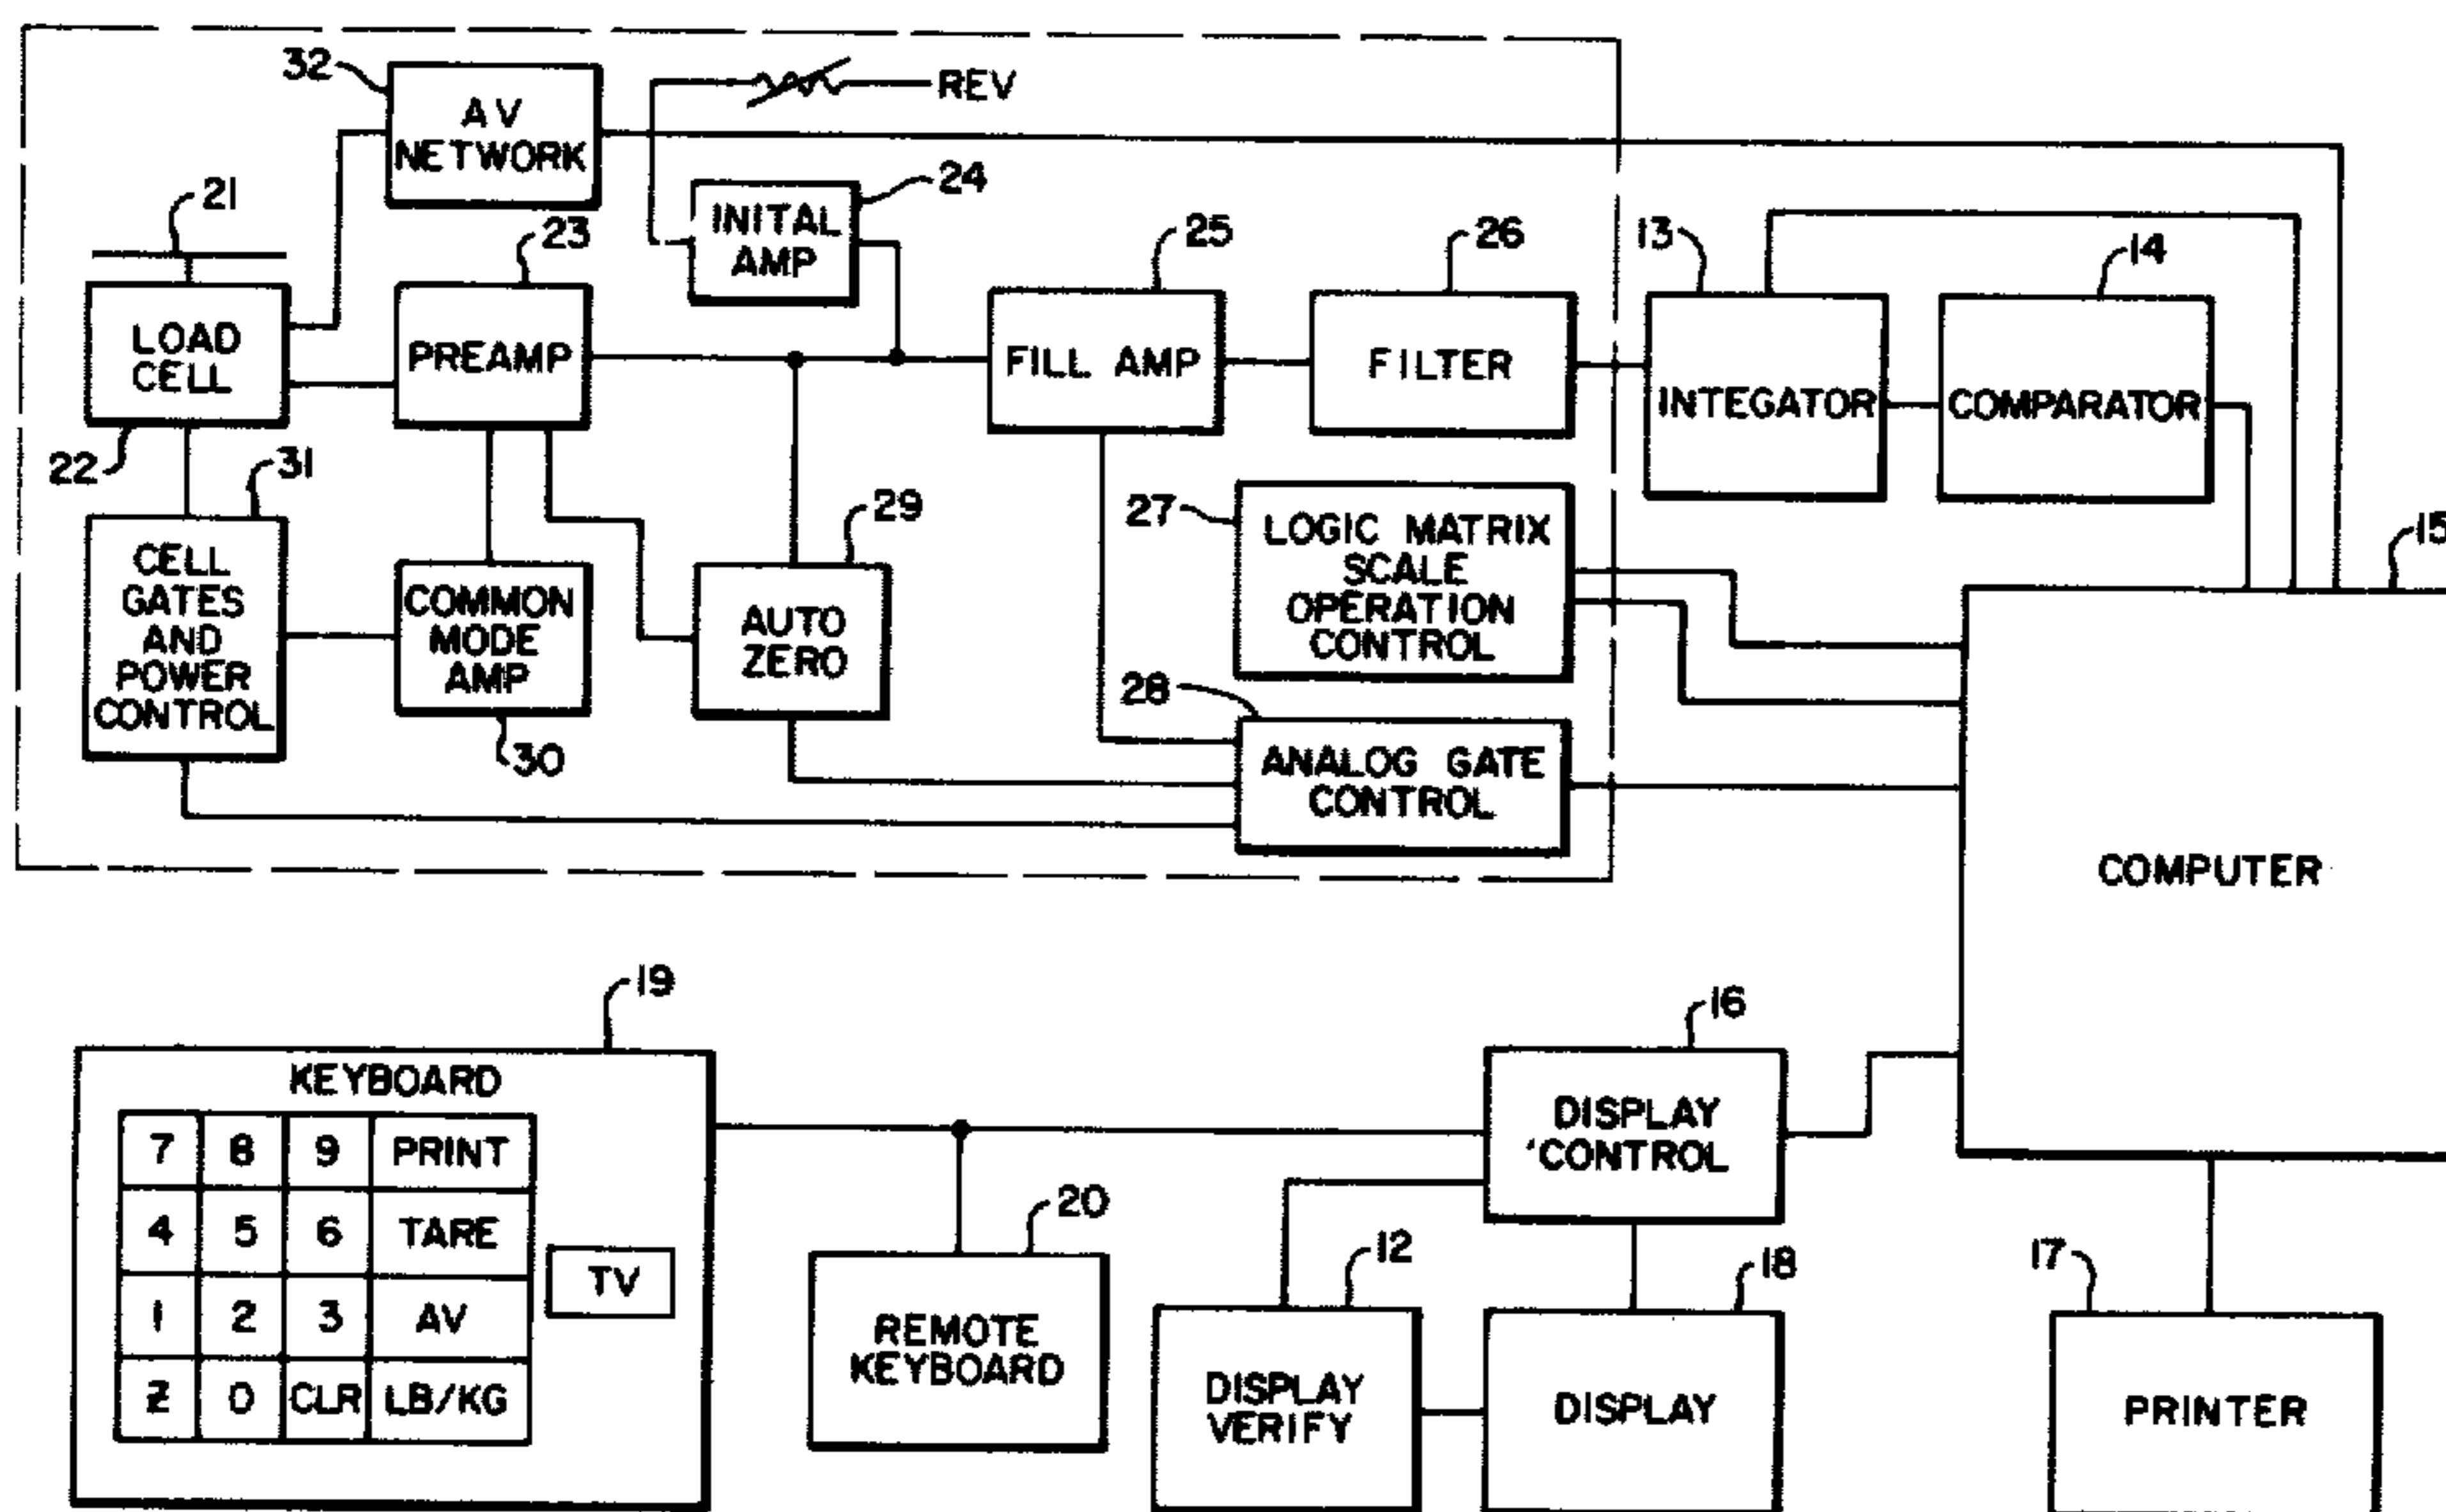 32
AV
NETWORK
REV
24
INITAL
AMP
21
23
25
26
13
14
LOAD
CELL
PREAMP
FILL AMP
FILTER
INTEGATOR
COMPARATOR
22
31
29
27
LOGIC MATRIX
SCALE
OPERATION
CONTROL
15
CELL
GATES
AND
POWER
CONTROL
COMMON
MODE
AMP
AUTO
ZERO
30
28
ANALOG GATE
CONTROL
COMPUTER
19
16
KEYBOARD
7 8 9 PRINT
4 5 6 TARE
1 2 3 AV
0 CLR LB/KG
TV
DISPLAY
CONTROL
20
REMOTE
KEYBOARD
12
DISPLAY
VERIFY
18
DISPLAY
17
PRINTER